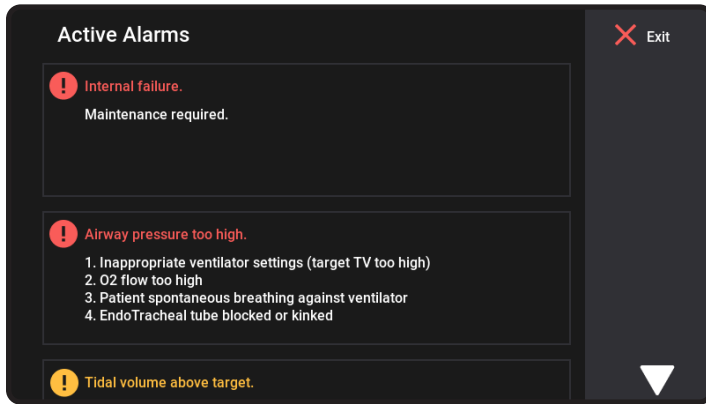 Active Alarms
Exit
Internal failure.
Maintenance required.
Airway pressure too high.
1. Inappropriate ventilator settings (target TV too high)
2. O2 flow too high
3. Patient spontaneous breathing against ventilator
4. EndoTracheal tube blocked or kinked
Tidal volume above target.